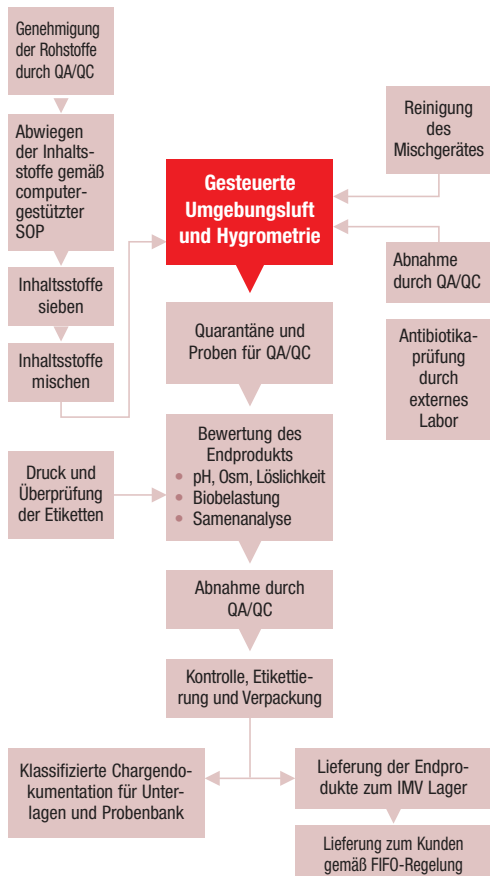 Genehmigung
der Rohstoffe
durch QA/QC
Abwiegen
der Inhalts-
stoffe gemäß
computer-
gestützter
SOP
Inhaltsstoffe
sieben
Inhaltsstoffe
mischen
Druck und
Überprüfung
der Etiketten
Gesteuerte
Umgebungsluft
und Hygrometrie
Quarantäne und
Proben für QA/QC
Bewertung des
Endprodukts
• pH, Osm, Löslichkeit
• Biobelastung
• Samenanalyse
Abnahme durch
QA/QC
Kontrolle, Etikettie-
rung und Verpackung
Reinigung
des
Mischgerätes
Abnahme
durch QA/QC
Antibiotika-
prüfung
durch
externes
Labor
Klassifizierte Chargendo-
kumentation für Unter-
lagen und Probenbank
Lieferung der Endpro-
dukte zum IMV Lager
Lieferung zum Kunden
gemäß FIFO-Regelung